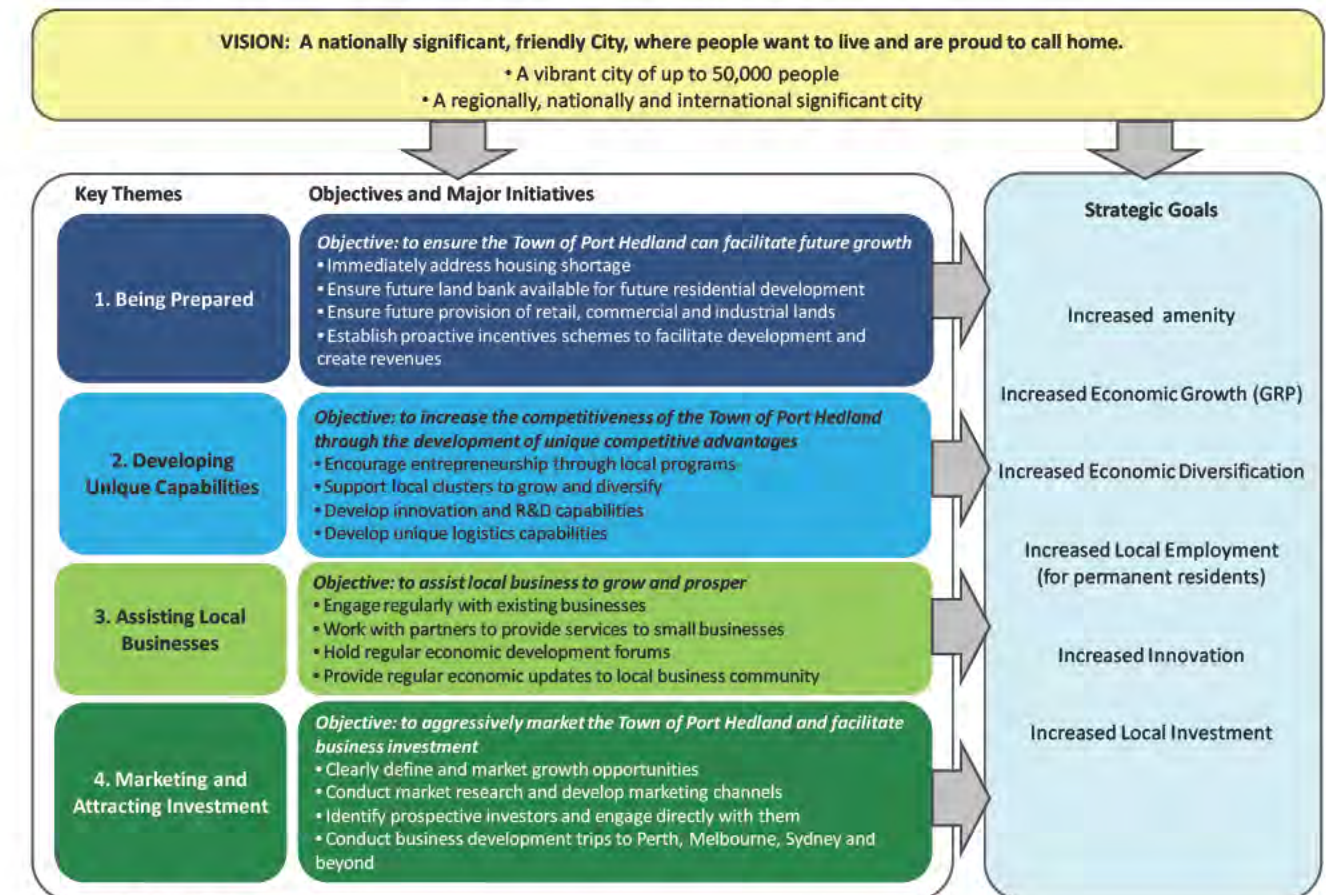 VISION: A nationally significant, friendly City, where people want to live and are proud to call home.
• A vibrant city of up to 50,000 people
• A regionally, nationally and international significant city
Key Themes
Objectives and Major Initiatives
1. Being Prepared
Objective: to ensure the Town of Port Hedland can facilitate future growth
• Immediately address housing shortage
• Ensure future land bank available for future residential development
• Ensure future provision of retail, commercial and industrial lands
• Establish proactive incentives schemes to facilitate development and
create revenues
2. Developing
Unique Capabilities
Objective: to increase the competitiveness of the Town of Port Hedland
through the development of unique competitive advantages
• Encourage entrepreneurship through local programs
• Support local clusters to grow and diversify
• Develop innovation and R&D capabilities
• Develop unique logistics capabilities
3. Assisting Local
Businesses
Objective: to assist local business to grow and prosper
• Engage regularly with existing businesses
• Work with partners to provide services to small businesses
• Hold regular economic development forums
• Provide regular economic updates to local business community
4. Marketing and
Attracting Investment
Objective: to aggressively market the Town of Port Hedland and facilitate
business investment
• Clearly define and market growth opportunities
• Conduct market research and develop marketing channels
• Identify prospective investors and engage directly with them
• Conduct business development trips to Perth, Melbourne, Sydney and
beyond
Strategic Goals
Increased amenity
Increased Economic Growth (GRP)
Increased Economic Diversification
Increased Local Employment
(for permanent residents)
Increased Innovation
Increased Local Investment